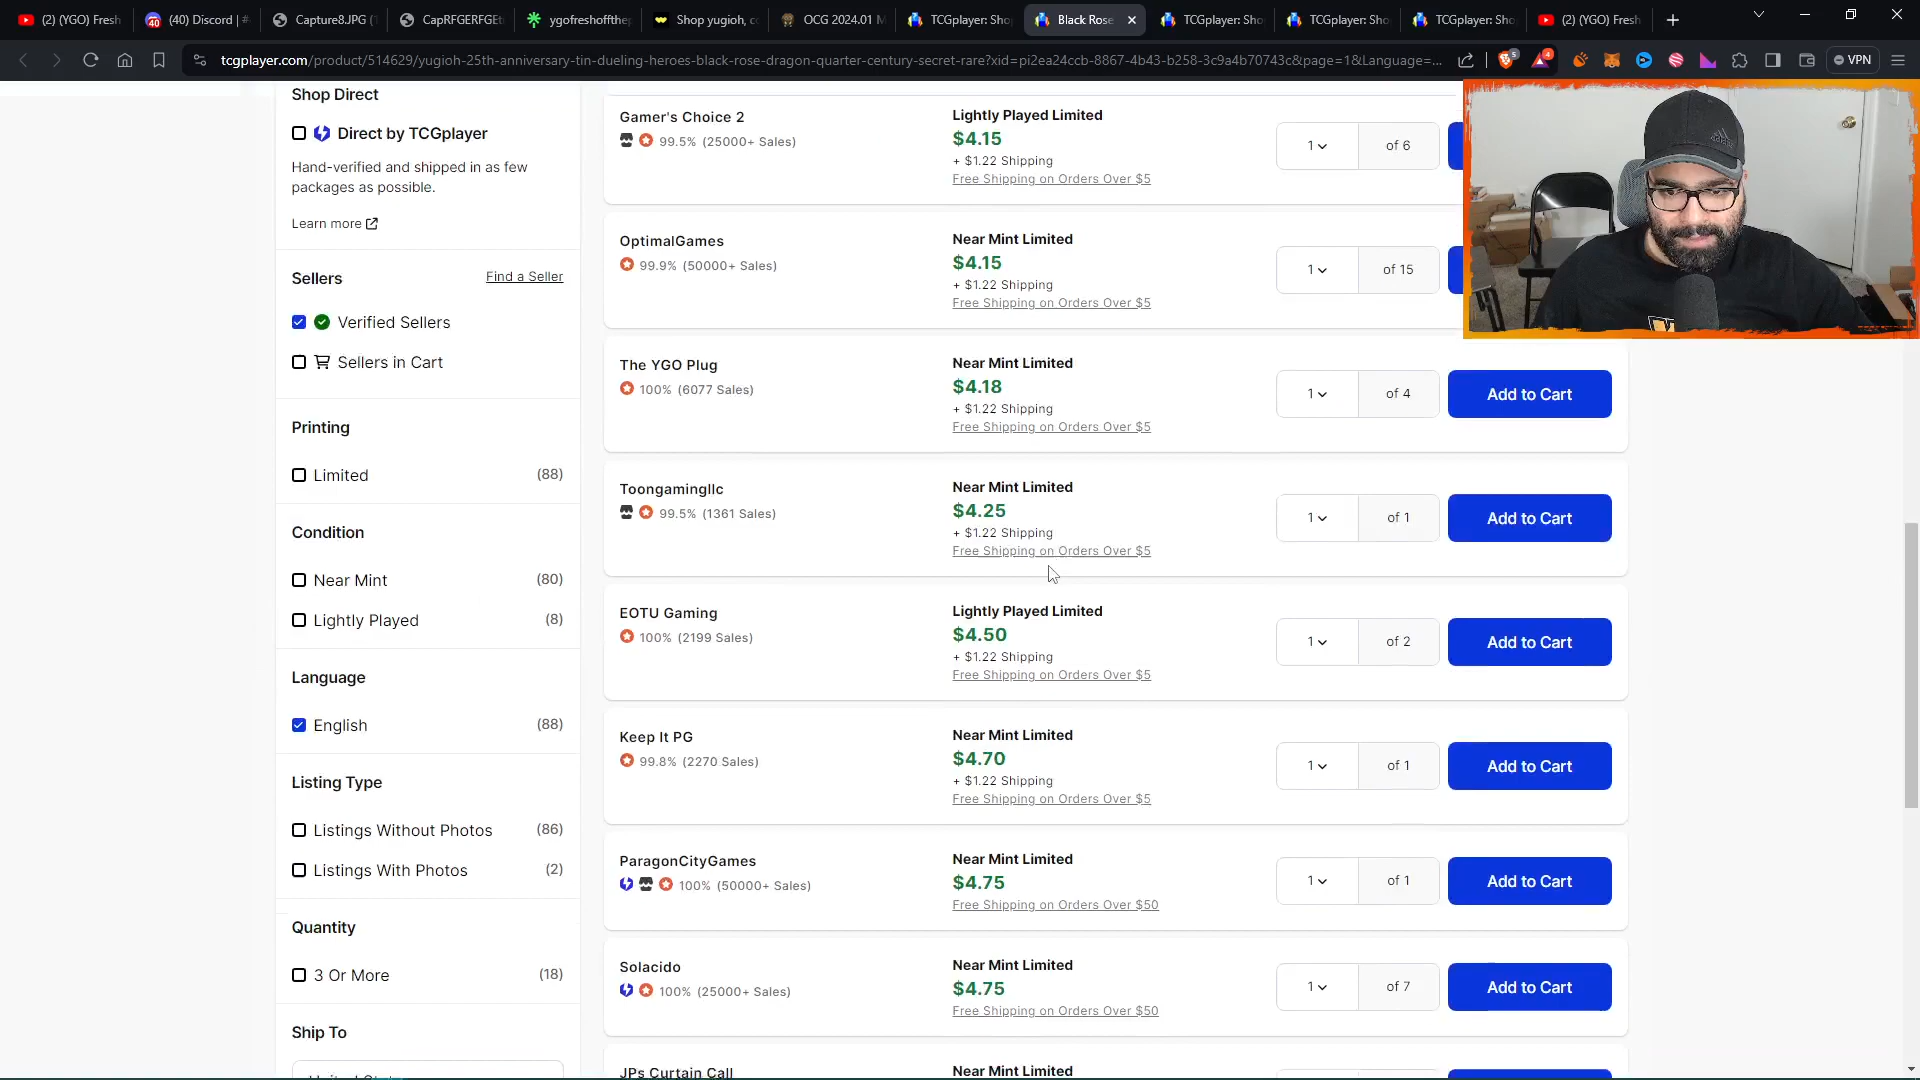 (2) (YGO) Fresh
(40) Discord | #
Capture8JPG (1
CapRFGERFGEt
ygofreshoffthep
Shop yugioh, co
OCG 2024.01 M
TCGplayer: Sho
Black Rose
TCGplayer: Sho
TCGplayer: Sho
TCGplayer: Sho
(2) (YGO) Fresh
tcgplayer.com/product/514629/yugioh-25th-anniversary-tin-dueling-heroes-black-rose-dragon-quarter-century-secret-rare?xid=pi2ea24ccb-8867-4b43-b258-3c9a4b70743c&page=1&Language=...
VPN
Shop Direct
Direct by TCGplayer
Hand-verified and shipped in as few
packages as possible.
Learn more
Sellers
Find a Seller
Verified Sellers
Sellers in Cart
Printing
Limited (88)
Condition
Near Mint (80)
Lightly Played (8)
Language
English (88)
Listing Type
Listings Without Photos (86)
Listings With Photos (2)
Quantity
3 Or More (18)
Ship To
Gamer's Choice 2
99.5% (25000+ Sales)
Lightly Played Limited
$4.15
+ $1.22 Shipping
Free Shipping on Orders Over $5
1 of 6
OptimalGames
99.9% (50000+ Sales)
Near Mint Limited
$4.15
+ $1.22 Shipping
Free Shipping on Orders Over $5
1 of 15
The YGO Plug
100% (6077 Sales)
Near Mint Limited
$4.18
+ $1.22 Shipping
Free Shipping on Orders Over $5
1 of 4
Add to Cart
Toongamingllc
99.5% (1361 Sales)
Near Mint Limited
$4.25
+ $1.22 Shipping
Free Shipping on Orders Over $5
1 of 1
Add to Cart
EOTU Gaming
100% (2199 Sales)
Lightly Played Limited
$4.50
+ $1.22 Shipping
Free Shipping on Orders Over $5
1 of 2
Add to Cart
Keep It PG
99.8% (2270 Sales)
Near Mint Limited
$4.70
+ $1.22 Shipping
Free Shipping on Orders Over $5
1 of 1
Add to Cart
ParagonCityGames
100% (50000+ Sales)
Near Mint Limited
$4.75
Free Shipping on Orders Over $50
1 of 1
Add to Cart
Solacido
100% (25000+ Sales)
Near Mint Limited
$4.75
Free Shipping on Orders Over $50
1 of 7
Add to Cart
JPs Curtain Call
Near Mint Limited